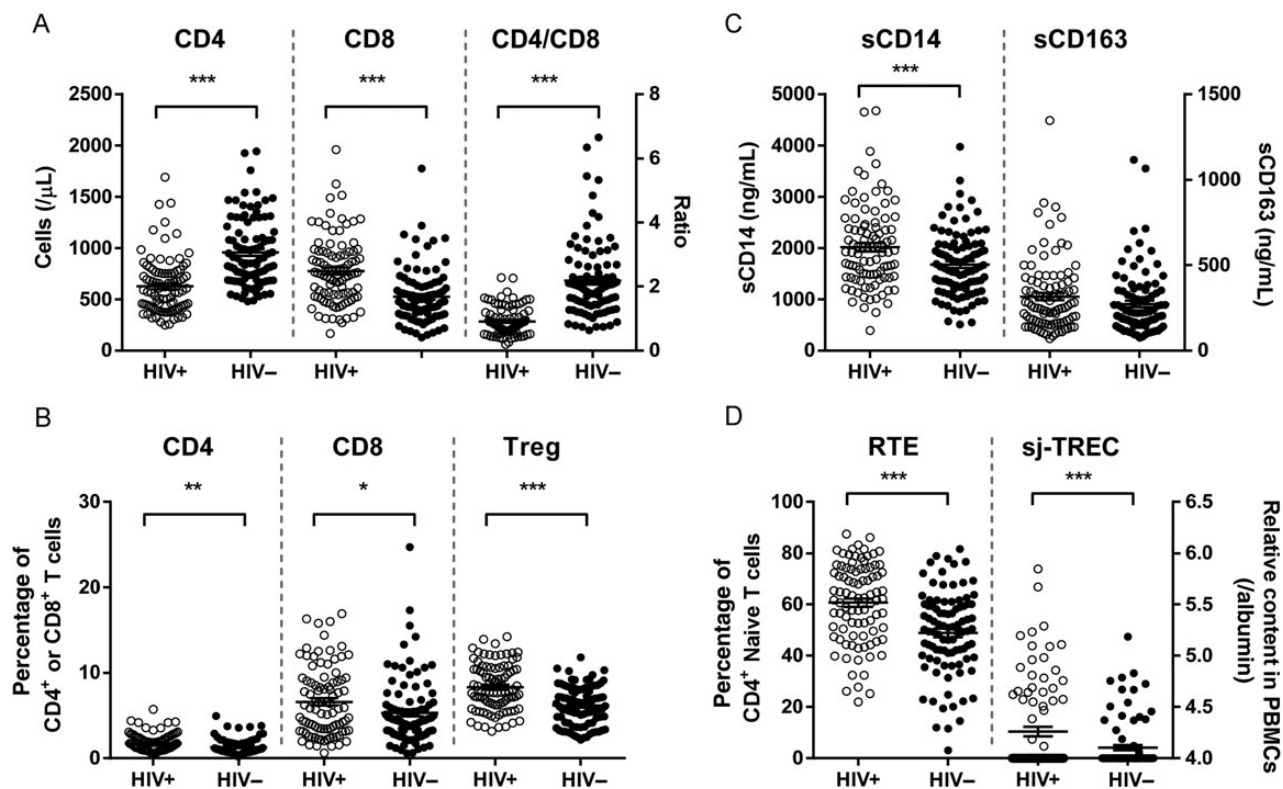 A
CD4
CD8
CD4/CD8
***
***
***
Cells (/μL)
2500
2000
1500
1000
500
0
8
6
4
2
0
Ratio
HIV+
HIV–
HIV+
HIV+
HIV–
C
sCD14
sCD163
***
sCD14 (ng/mL)
5000
4000
3000
2000
1000
0
1500
1000
500
0
sCD163 (ng/mL)
HIV+
HIV–
HIV+
HIV–
B
CD4
CD8
Treg
**
*
***
Percentage of
CD4+ or CD8+ T cells
30
20
10
0
HIV+
HIV–
HIV+
HIV–
HIV+
HIV–
D
RTE
sj-TREC
***
***
Percentage of
CD4+ Naive T cells
100
80
60
40
20
0
6.5
6.0
5.5
5.0
4.5
4.0
Relative content in PBMCs
(/albumin)
HIV+
HIV–
HIV+
HIV–